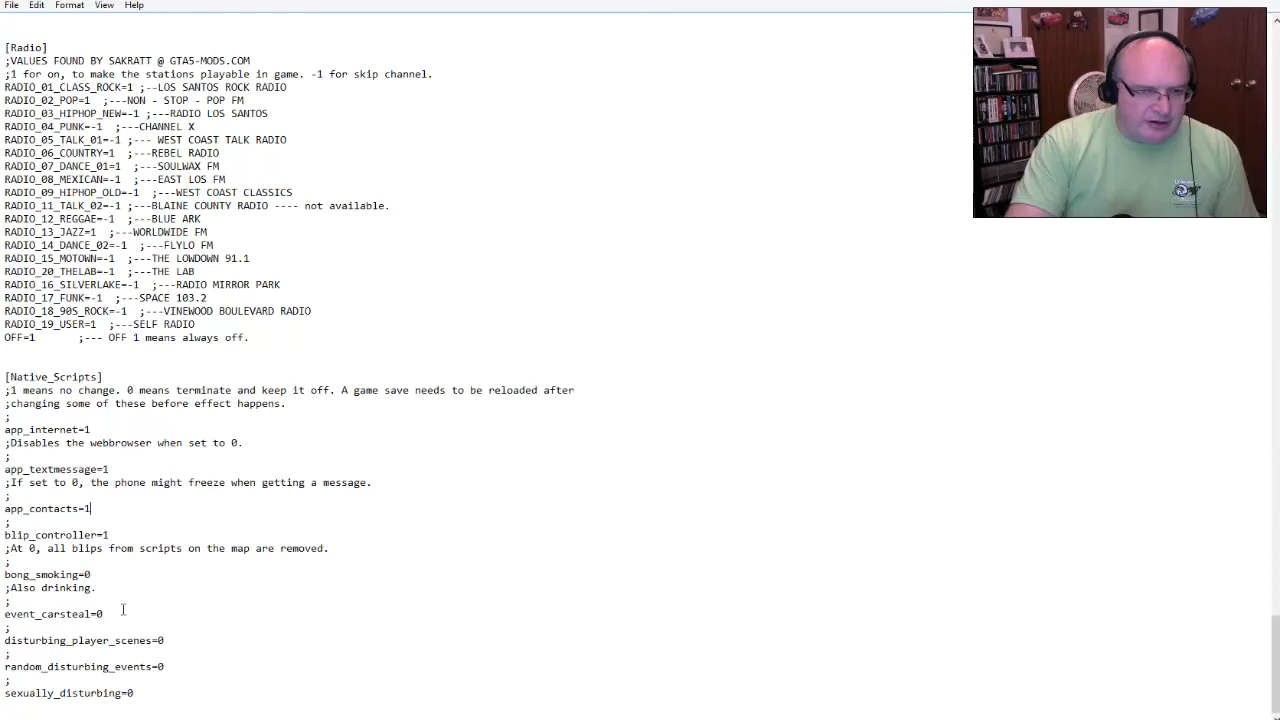 File Edit Format View Help
[Radio]
;VALUES FOUND BY SAKRATT @ GTA5-MODS.COM
;1 for on, to make the stations playable in game. -1 for skip channel.
RADIO_01_CLASS_ROCK=1 ;--LOS SANTOS ROCK RADIO
RADIO_02_POP=1 ;---NON - STOP - POP FM
RADIO_03_HIPHOP_NEW=-1 ;---RADIO LOS SANTOS
RADIO_04_PUNK=-1 ;---CHANNEL X
RADIO_05_TALK_01=-1 ;--- WEST COAST TALK RADIO
RADIO_06_COUNTRY=1 ;---REBEL RADIO
RADIO_07_DANCE_01=1 ;---SOULWAX FM
RADIO_08_MEXICAN=-1 ;---EAST LOS FM
RADIO_09_HIPHOP_OLD=-1 ;---WEST COAST CLASSICS
RADIO_11_TALK_02=-1 ;---BLAINE COUNTY RADIO ---- not available.
RADIO_12_REGGAE=-1 ;---BLUE ARK
RADIO_13_JAZZ=1 ;---WORLDWIDE FM
RADIO_14_DANCE_02=-1 ;---FLYLO FM
RADIO_15_MOTOWN=-1 ;---THE LOWDOWN 91.1
RADIO_20_THELAB=-1 ;---THE LAB
RADIO_16_SILVERLAKE=-1 ;---RADIO MIRROR PARK
RADIO_17_FUNK=-1 ;---SPACE 103.2
RADIO_18_90S_ROCK=-1 ;---VINEWOOD BOULEVARD RADIO
RADIO_19_USER=1 ;---SELF RADIO
OFF=1 ;--- OFF 1 means always off.
[Native_Scripts]
;1 means no change. 0 means terminate and keep it off. A game save needs to be reloaded after
;changing some of these before effect happens.
;
app_internet=1
;Disables the webbrowser when set to 0.
;
app_textmessage=1
;If set to 0, the phone might freeze when getting a message.
;
app_contacts=1
;
blip_controller=1
;At 0, all blips from scripts on the map are removed.
;
bong_smoking=0
;Also drinking.
;
event_carsteal=0
;
disturbing_player_scenes=0
;
random_disturbing_events=0
;
sexually_disturbing=0